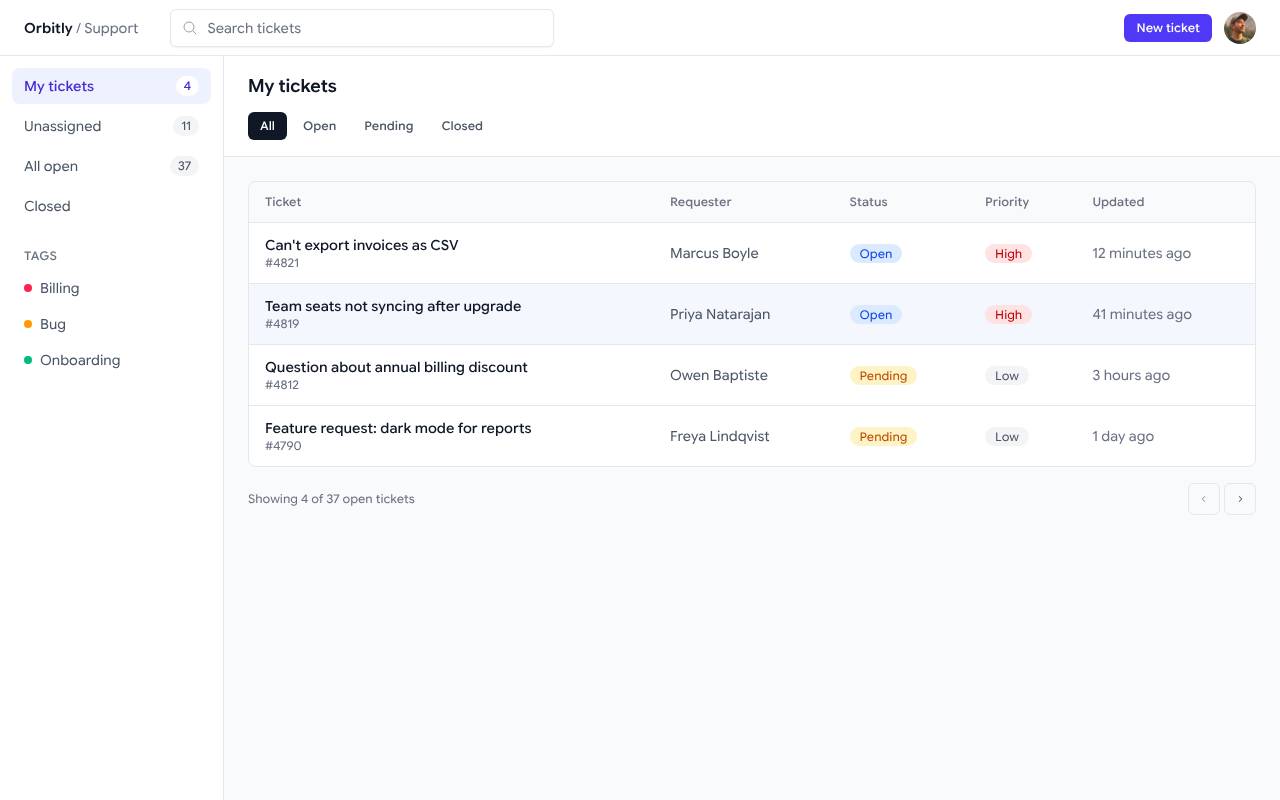 Orbitly / Support
Search tickets
New ticket
My tickets 4
Unassigned 11
All open 37
Closed
TAGS
Billing
Bug
Onboarding
My tickets
All Open Pending Closed
Ticket Requester Status Priority Updated
Can't export invoices as CSV
#4821
Marcus Boyle Open High 12 minutes ago
Team seats not syncing after upgrade
#4819
Priya Natarajan Open High 41 minutes ago
Question about annual billing discount
#4812
Owen Baptiste Pending Low 3 hours ago
Feature request: dark mode for reports
#4790
Freya Lindqvist Pending Low 1 day ago
Showing 4 of 37 open tickets
‹ ›